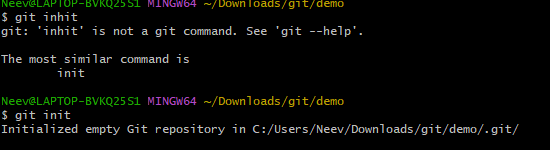 Neev@LAPTOP-BVKQ25S1 MINGW64 ~/Downloads/git/demo
$ git inhit
git: 'inhit' is not a git command. See 'git --help'.
The most similar command is
init
Neev@LAPTOP-BVKQ25S1 MINGW64 ~/Downloads/git/demo
$ git init
Initialized empty Git repository in C:/Users/Neev/Downloads/git/demo/.git/